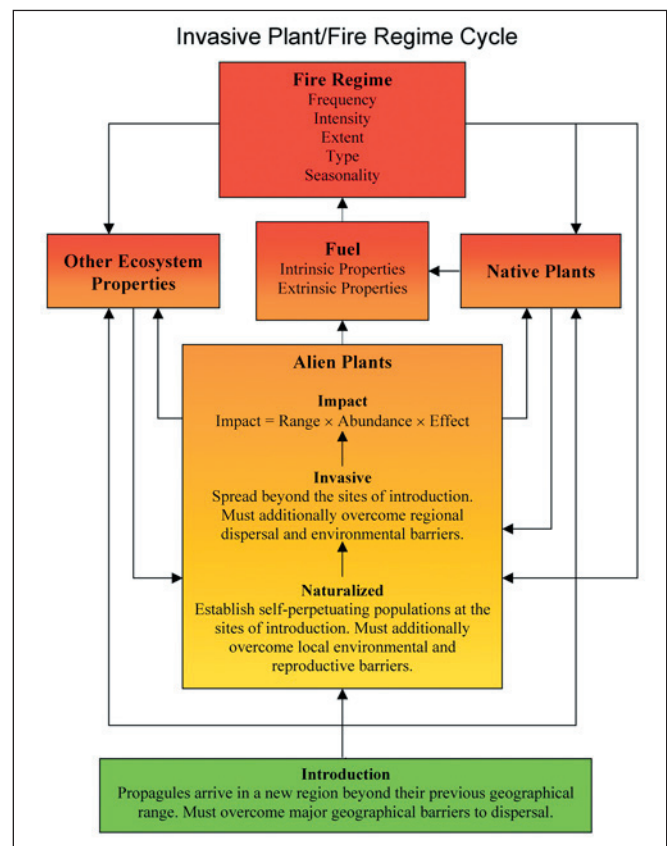 Invasive Plant/Fire Regime Cycle
Fire Regime
Frequency
Intensity
Extent
Type
Seasonality
Other Ecosystem
Properties
Fuel
Intrinsic Properties
Extrinsic Properties
Native Plants
Alien Plants
Impact
Impact = Range × Abundance × Effect
Invasive
Spread beyond the sites of introduction.
Must additionally overcome regional
dispersal and environmental barriers.
Naturalized
Establish self-perpetuating populations at the
sites of introduction. Must additionally
overcome local environmental and
reproductive barriers.
Introduction
Propagules arrive in a new region beyond their previous geographical
range. Must overcome major geographical barriers to dispersal.